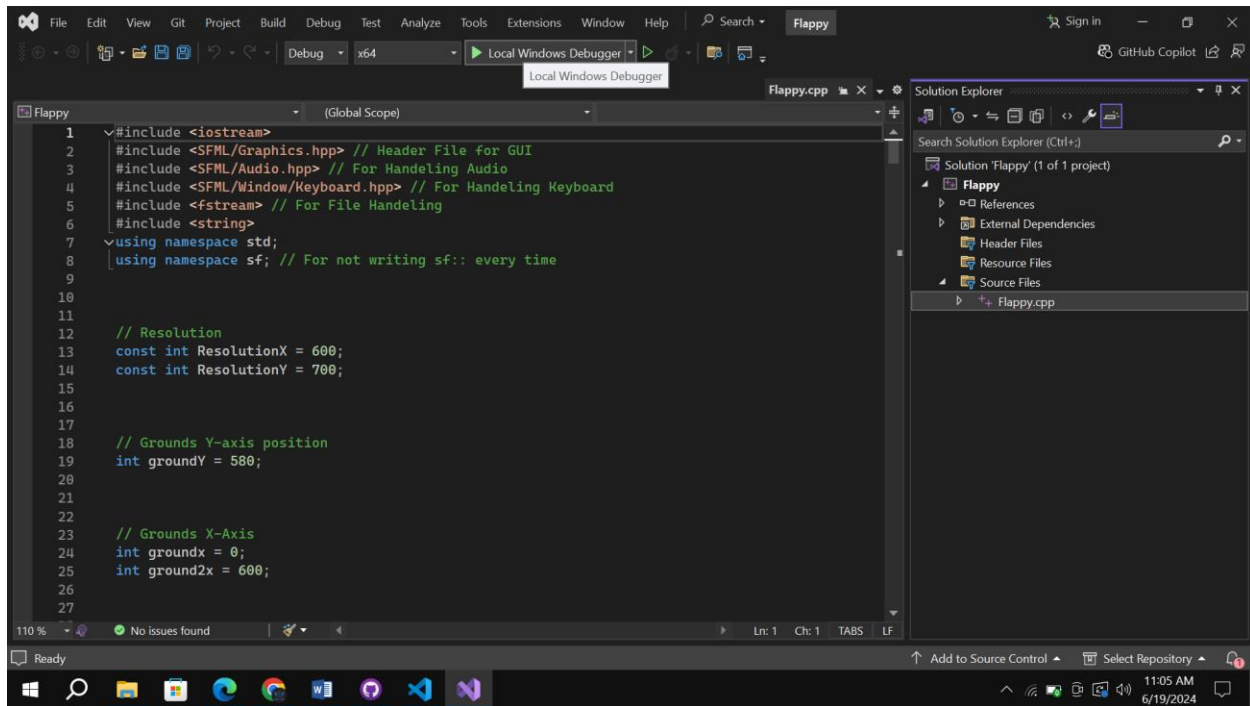 File Edit View Git Project Build Debug Test Analyze Tools Extensions Window Help Search Flappy Sign in
Debug x64 Local Windows Debugger GitHub Copilot
Local Windows Debugger
Flappy.cpp
Flappy (Global Scope)
1 #include <iostream>
2 #include <SFML/Graphics.hpp> // Header File for GUI
3 #include <SFML/Audio.hpp> // For Handeling Audio
4 #include <SFML/Window/Keyboard.hpp> // For Handeling Keyboard
5 #include <fstream> // For File Handeling
6 #include <string>
7 using namespace std;
8 using namespace sf; // For not writing sf:: every time
9
10
11
12 // Resolution
13 const int ResolutionX = 600;
14 const int ResolutionY = 700;
15
16
17
18 // Grounds Y-axis position
19 int groundY = 580;
20
21
22
23 // Grounds X-Axis
24 int groundx = 0;
25 int ground2x = 600;
26
27
110 % No issues found Ln: 1 Ch: 1 TABS LF
Solution Explorer
Search Solution Explorer (Ctrl+;)
Solution 'Flappy' (1 of 1 project)
Flappy
References
External Dependencies
Header Files
Resource Files
Source Files
Flappy.cpp
Ready Add to Source Control Select Repository
11:05 AM
6/19/2024